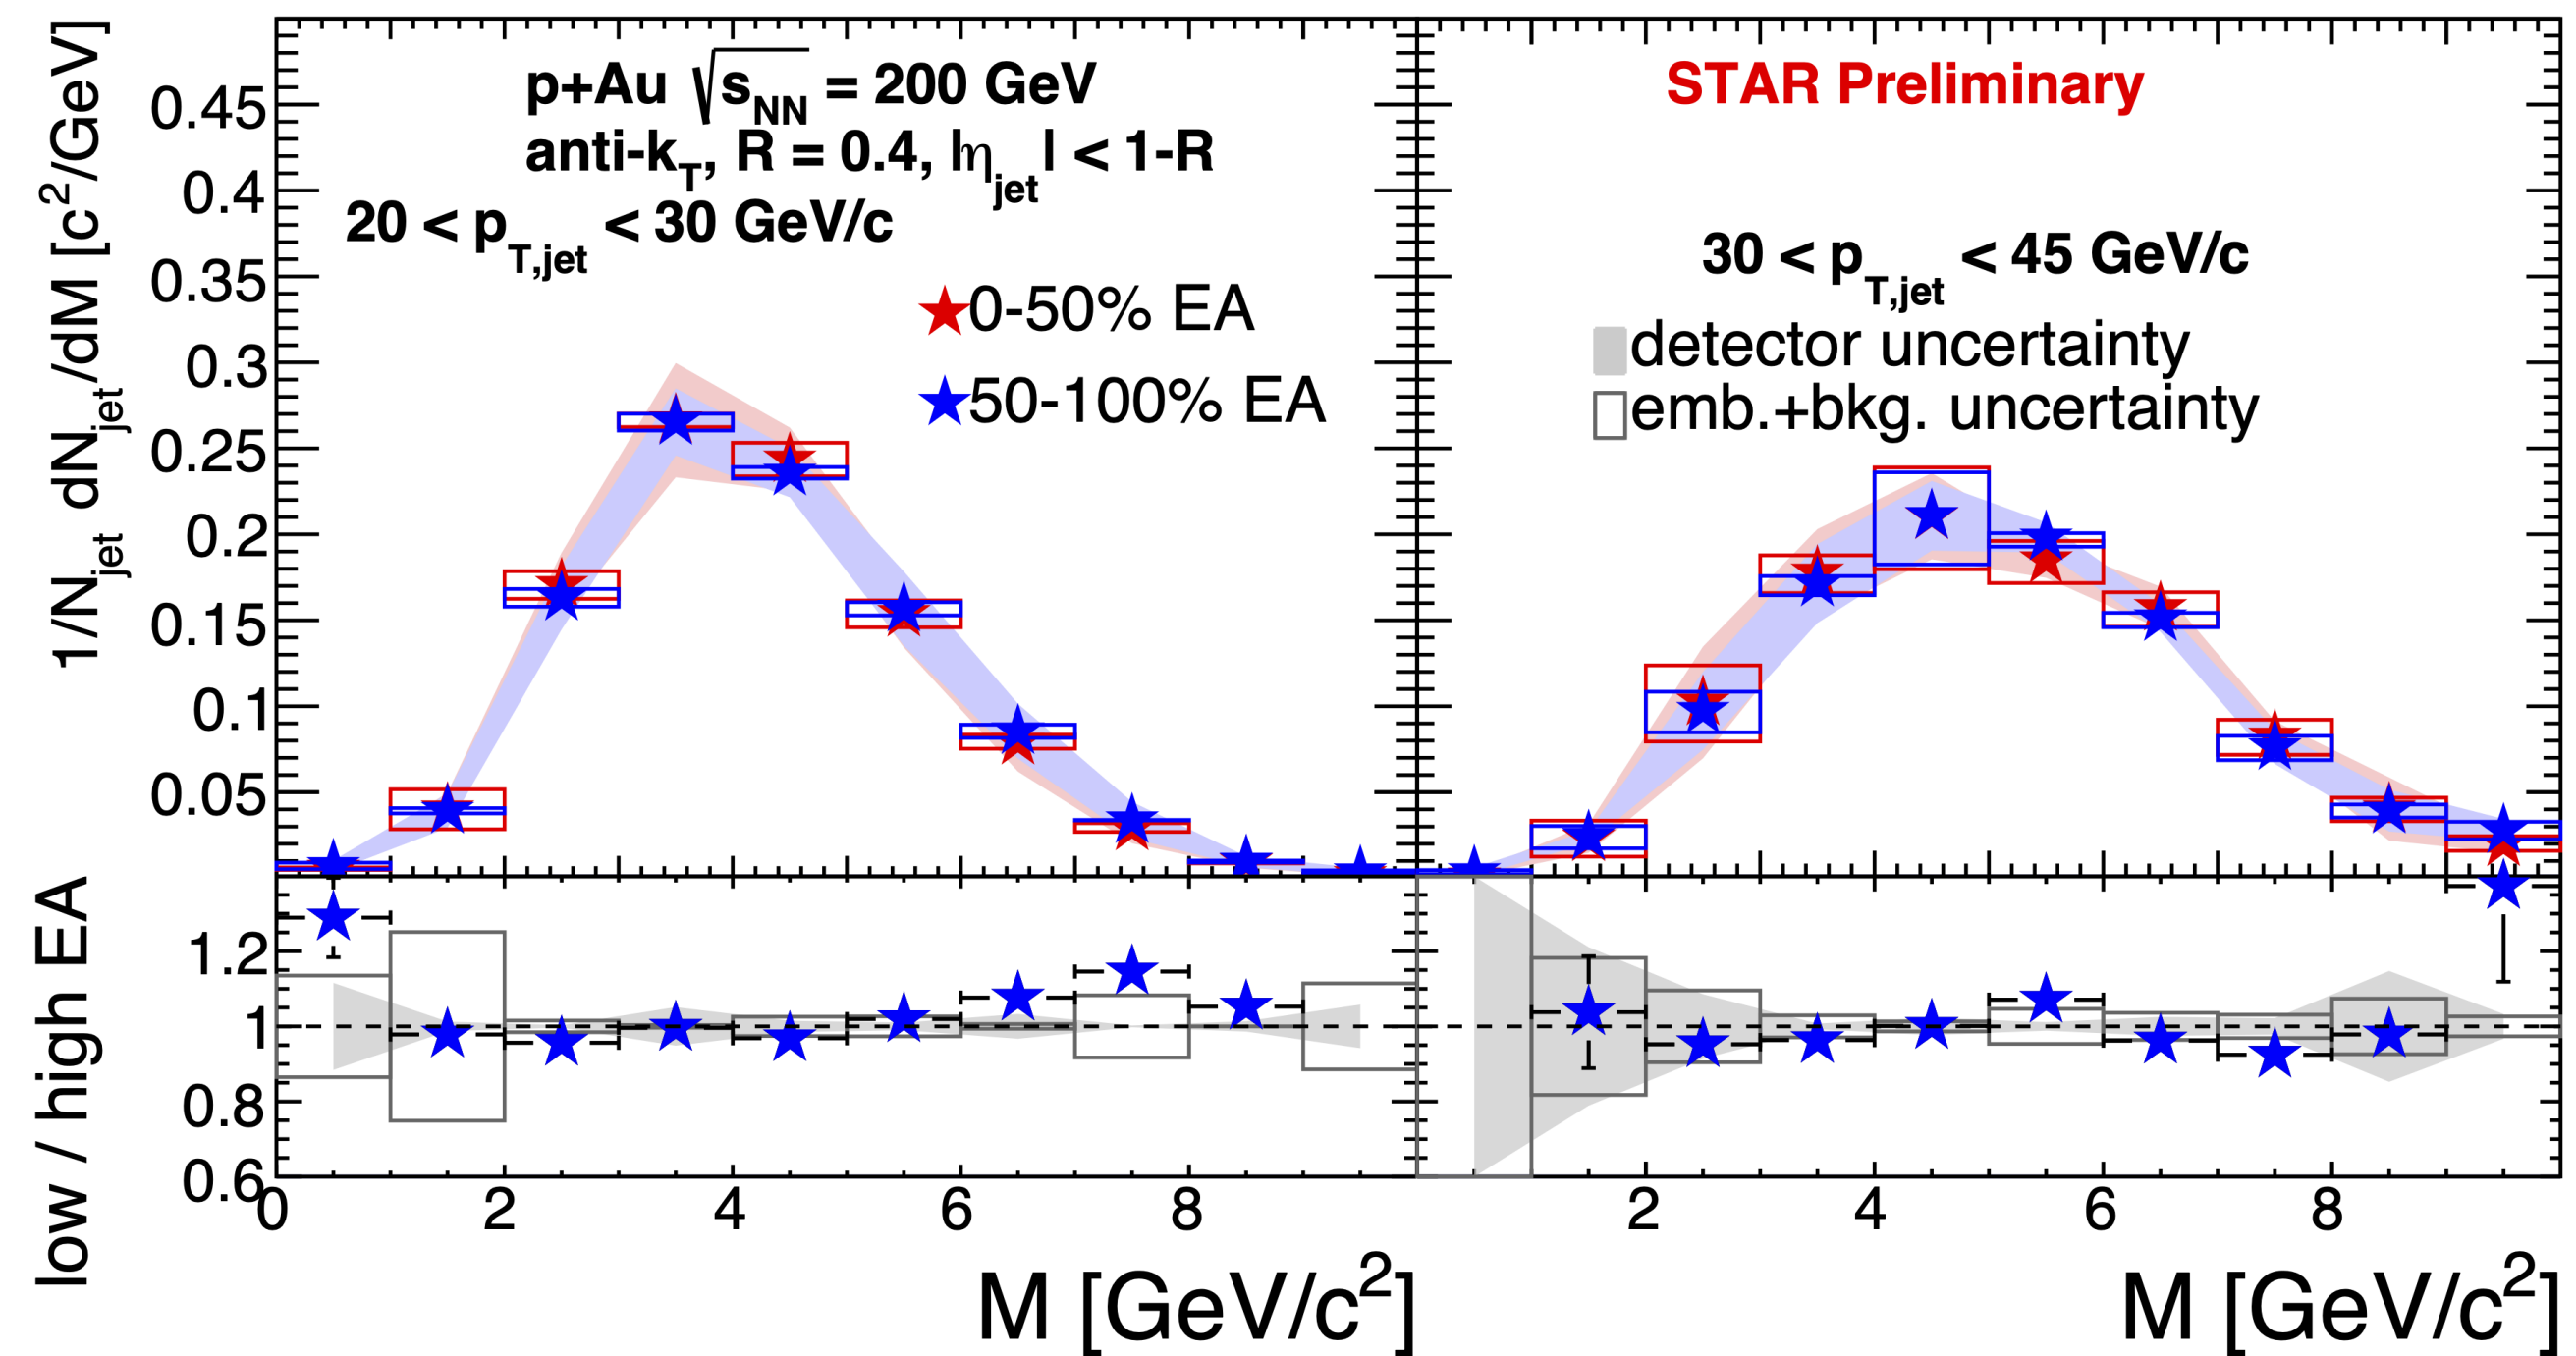 1/N_jet dN_jet/dM [c²/GeV]
0.45
0.4
0.35
0.3
0.25
0.2
0.15
0.1
0.05
p+Au √s_NN = 200 GeV
anti-k_T, R = 0.4, |η_jet| < 1-R
20 < p_T,jet < 30 GeV/c
0-50% EA
50-100% EA
STAR Preliminary
30 < p_T,jet < 45 GeV/c
detector uncertainty
emb.+bkg. uncertainty
low / high EA
1.2
1
0.8
0.6
0 2 4 6 8
2 4 6 8
M [GeV/c²]
M [GeV/c²]